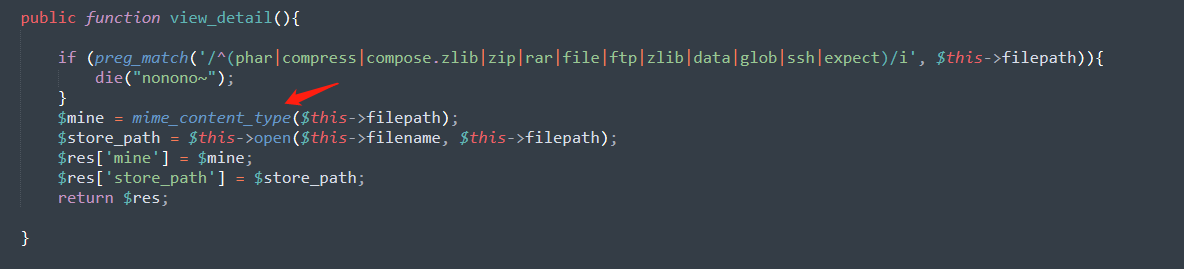 public function view_detail(){
if (preg_match('/^(phar|compress|compose.zlib|zip|rar|file|ftp|zlib|data|glob|ssh|expect)/i', $this->filepath)){
die("nonono~");
}
$mine = mime_content_type($this->filepath);
$store_path = $this->open($this->filename, $this->filepath);
$res['mine'] = $mine;
$res['store_path'] = $store_path;
return $res;
}